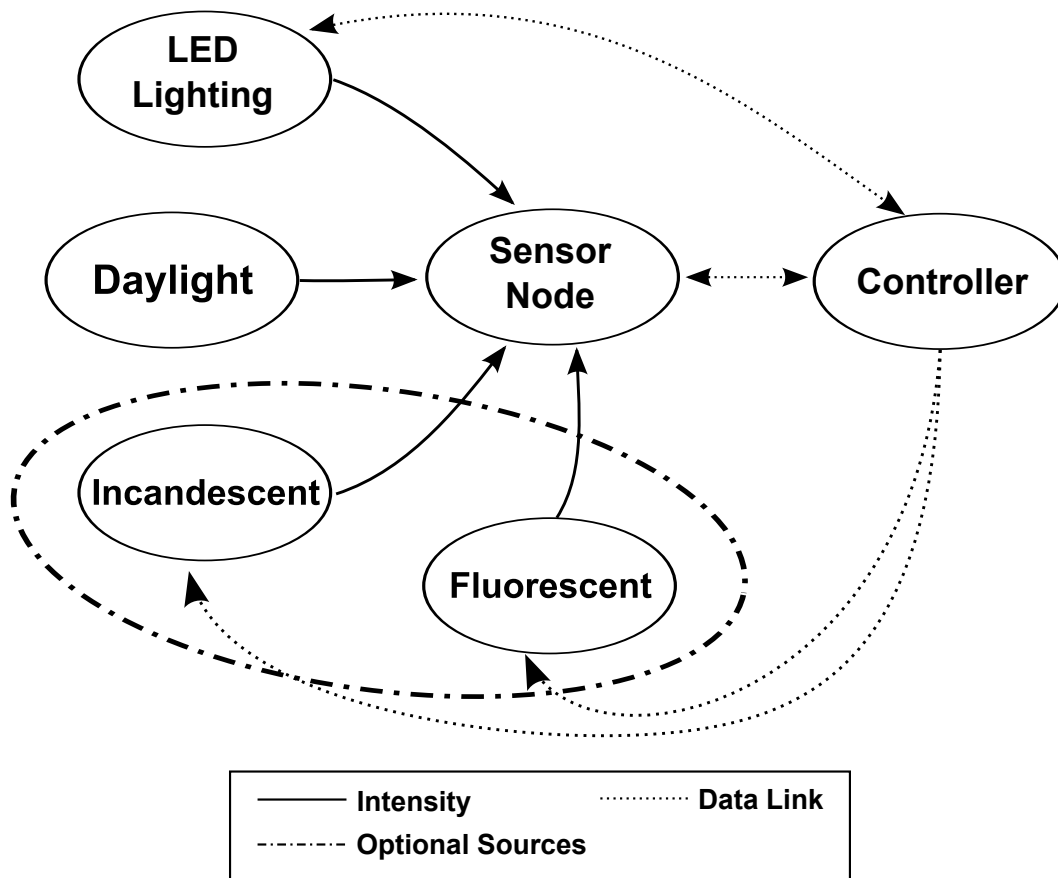 LED
Lighting
Daylight
Sensor
Node
Controller
Incandescent
Fluorescent
Intensity
Data Link
Optional Sources